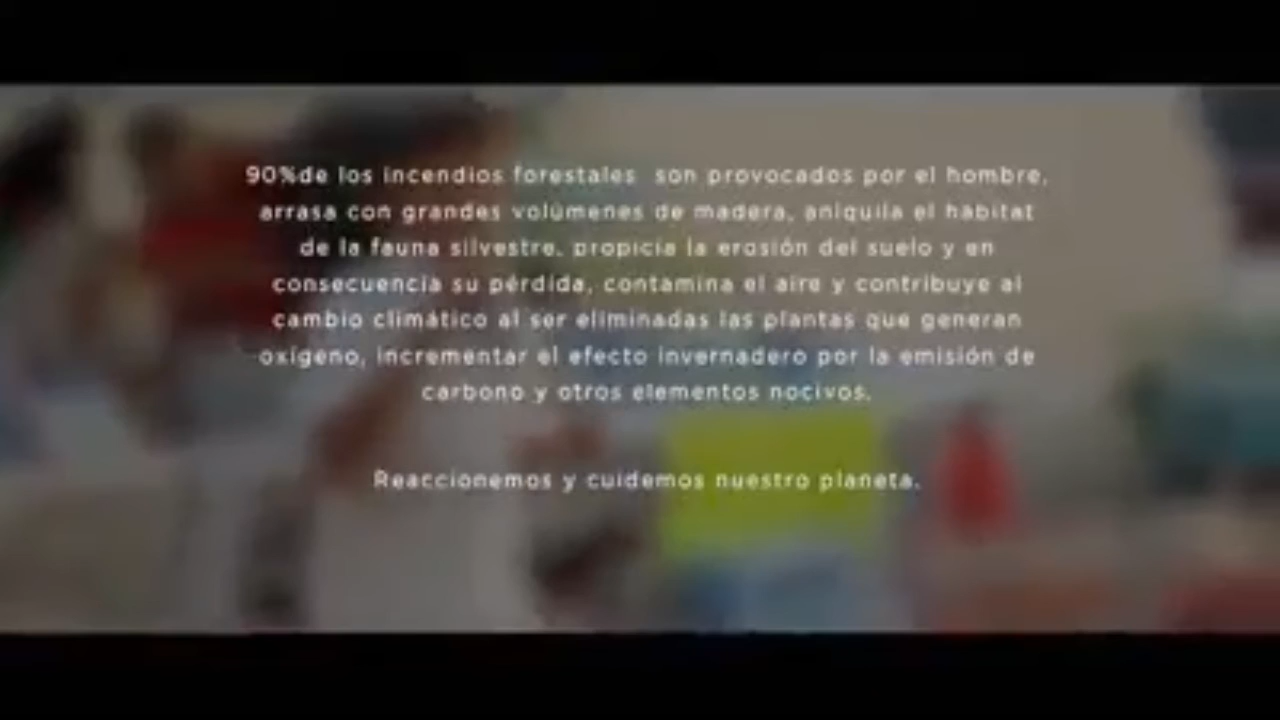 90%de los incendios forestales son provocados por el hombre,
arrasa con grandes volúmenes de madera, aniquila el hábitat
de la fauna silvestre, propicia la erosión del suelo y en
consecuencia su pérdida, contamina el aire y contribuye al
cambio climático al ser eliminadas las plantas que generan
oxígeno, incrementar el efecto invernadero por la emisión de
carbono y otros elementos nocivos.
Reaccionemos y cuidemos nuestro planeta.